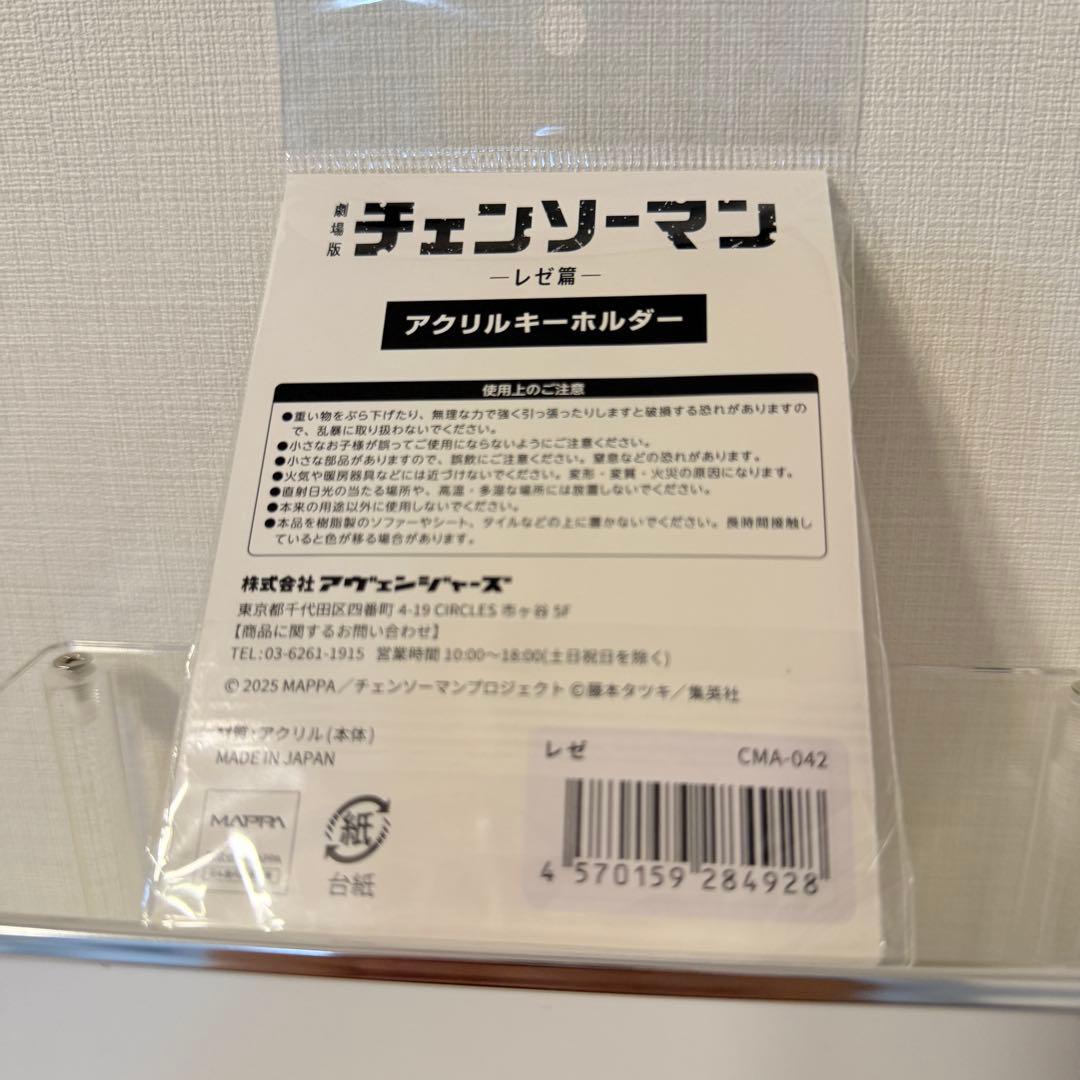 劇場版
チェンソーマン
―レゼ篇―
アクリルキーホルダー
使用上のご注意
●重い物をぶら下げたり、無理な力で強く引っ張ったりしますと破損する恐れがありますの
で、乱暴に取り扱わないでください。
●小さなお子様が誤ってご使用にならないようにご注意ください。
●小さな部品がありますので、誤飲にご注意ください。窒息などの恐れがあります。
●火気や暖房器具などには近づけないでください。変形・変質・火災の原因になります。
●直射日光の当たる場所や、高温・多湿な場所には放置しないでください。
●本来の用途以外に使用しないでください。
●本品を樹脂製のソファーやシート、タイルなどの上に置かないでください。長時間接触し
ていると色が移る場合があります。
株式会社 アヴェンジャーズ
東京都千代田区四番町 4-19 CIRCLES 市ヶ谷 5F
【商品に関するお問い合わせ】
TEL:03-6261-1915 営業時間 10:00〜18:00(土日祝日を除く)
© 2025 MAPPA／チェンソーマンプロジェクト ©藤本タツキ／集英社
材質:アクリル(本体)
MADE IN JAPAN
レゼ CMA-042
MAPPA
紙
台紙
4 570159 284928